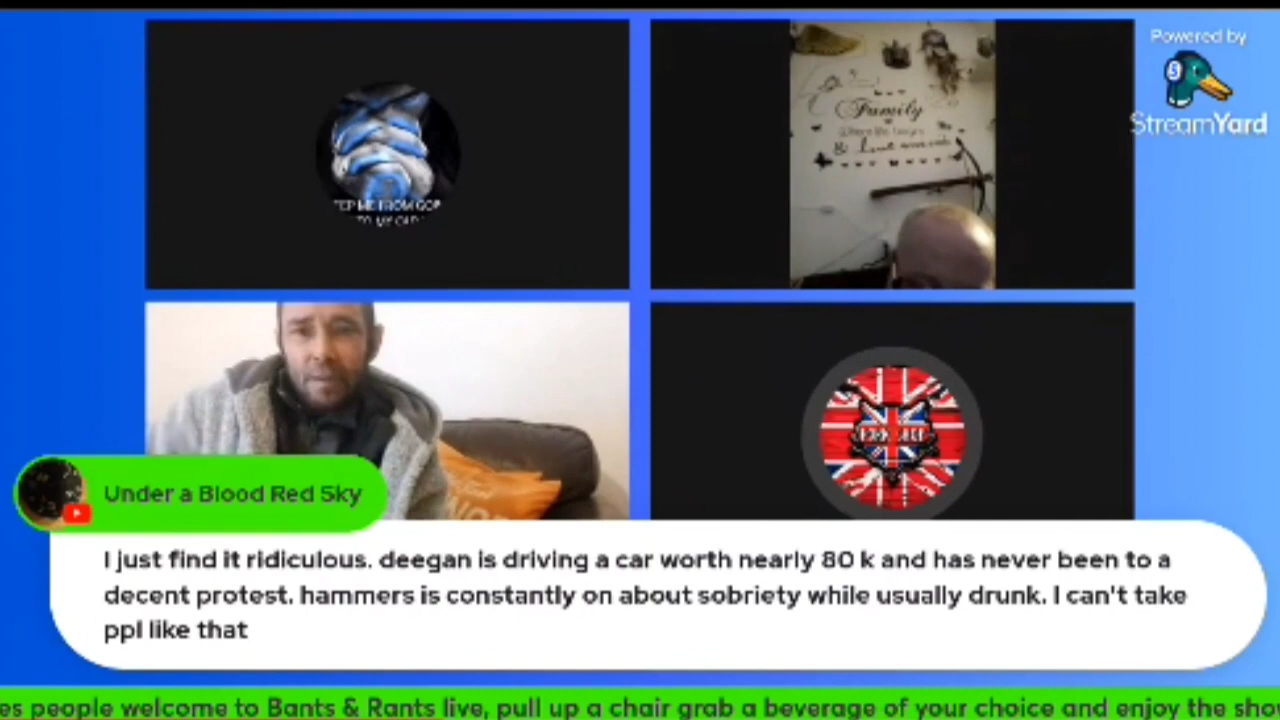 Powered by
StreamYard
Family
Under a Blood Red Sky
I just find it ridiculous. deegan is driving a car worth nearly 80 k and has never been to a
decent protest. hammers is constantly on about sobriety while usually drunk. I can't take
ppl like that
es people welcome to Bants & Rants live, pull up a chair grab a beverage of your choice and enjoy the sho